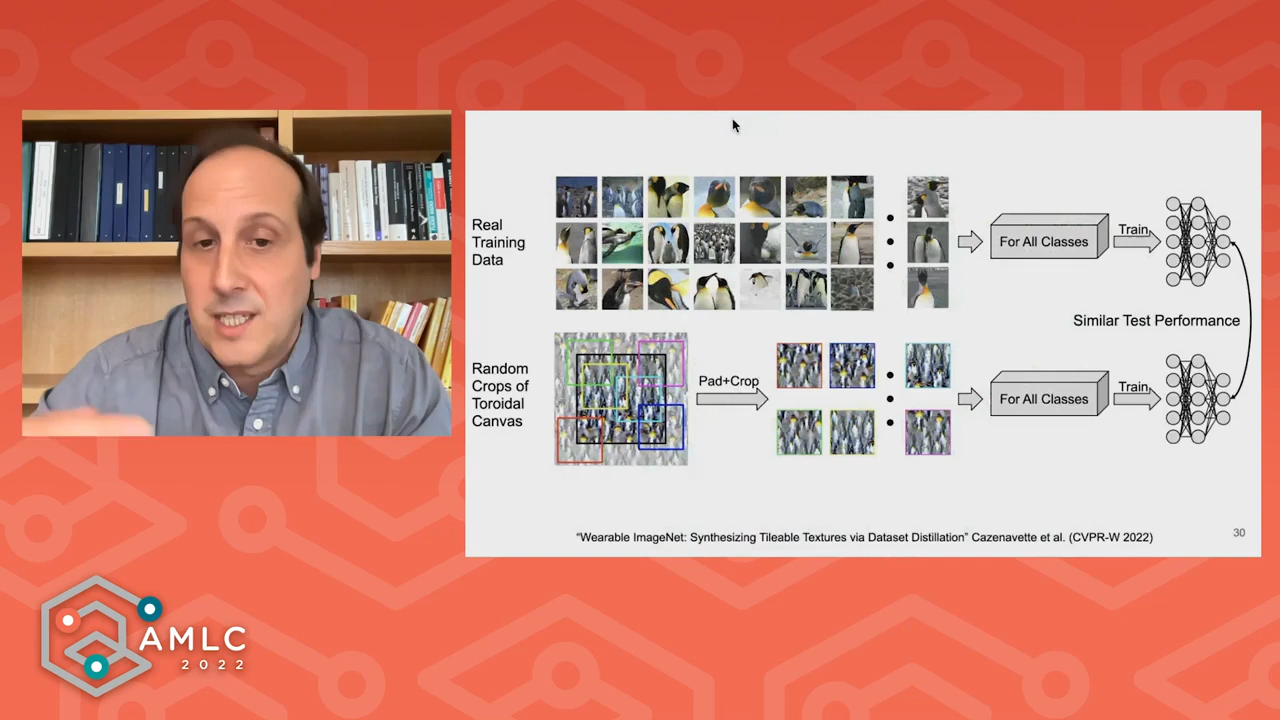 Real
Training
Data
For All Classes
Train
Similar Test Performance
Random
Crops of
Toroidal
Canvas
Pad+Crop
For All Classes
Train
"Wearable ImageNet: Synthesizing Tileable Textures via Dataset Distillation" Cazenavette et al. (CVPR-W 2022)
30
AMLC
2022